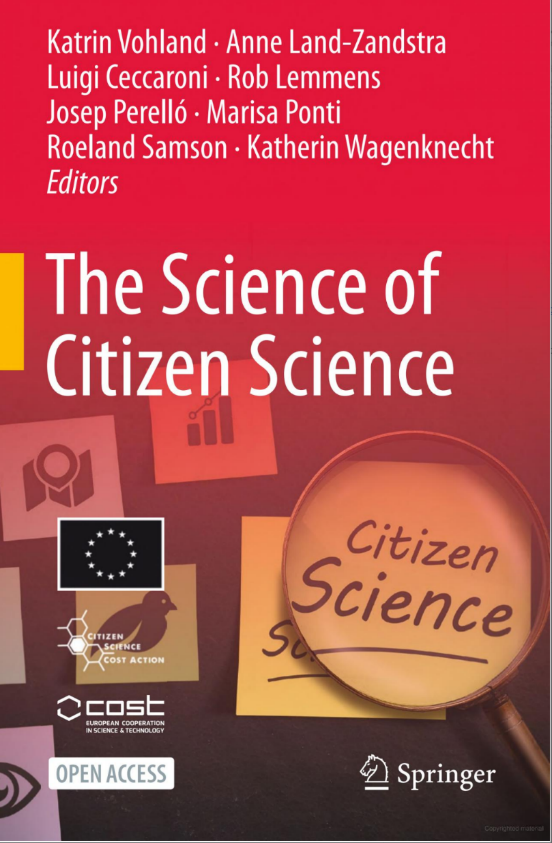 Katrin Vohland · Anne Land-Zandstra
Luigi Ceccaroni · Rob Lemmens
Josep Perelló · Marisa Ponti
Roeland Samson · Katherin Wagenknecht
Editors
The Science of
Citizen Science
Citizen
Science
Sc
CITIZEN
SCIENCE
COST ACTION
cost
EUROPEAN COOPERATION
IN SCIENCE & TECHNOLOGY
OPEN ACCESS
Springer
Copyrighted material